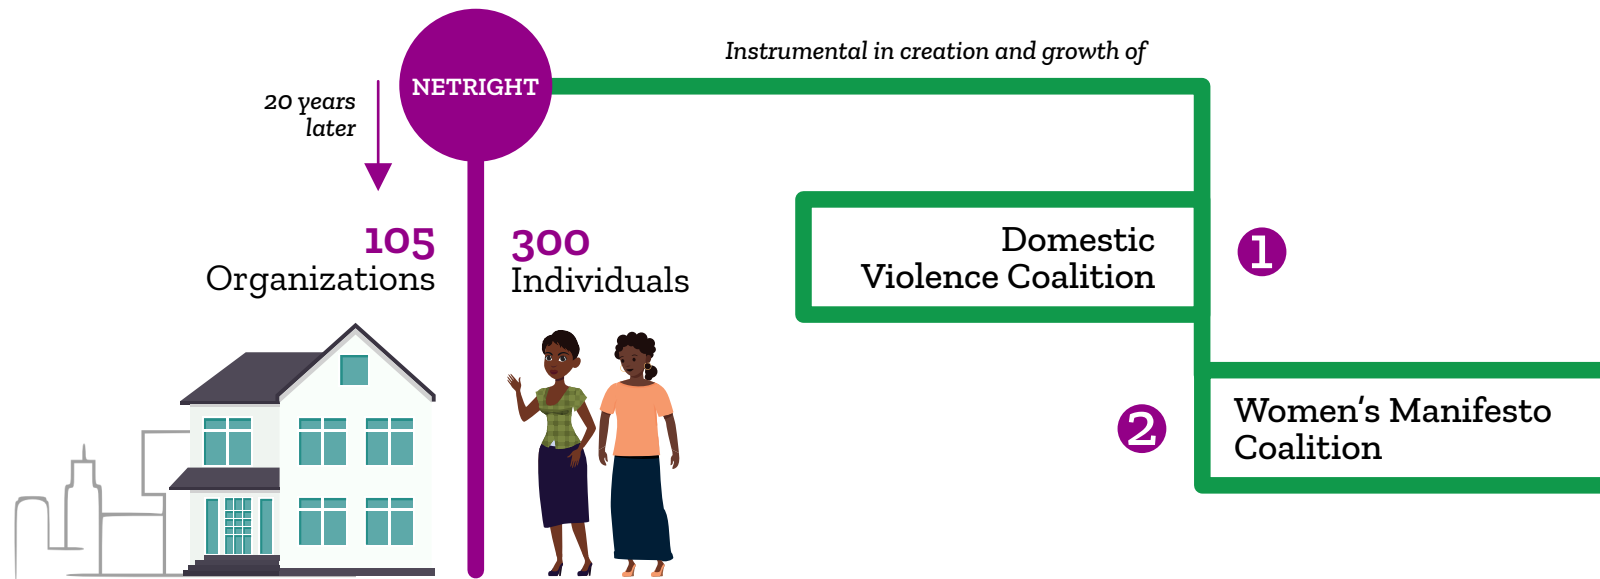 NETRIGHT
Instrumental in creation and growth of
20 years
later
105
Organizations
300
Individuals
Domestic
Violence Coalition
1
2
Women’s Manifesto
Coalition